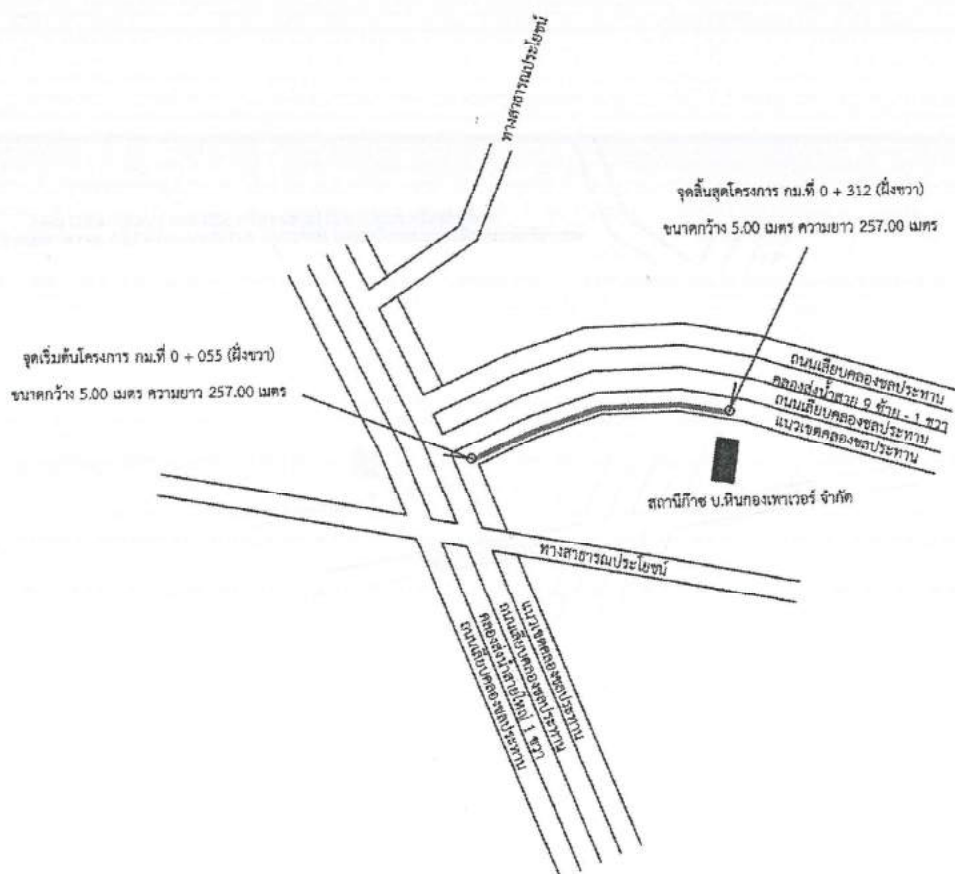 ทางสาธารณประโยชน์
จุดสิ้นสุดโครงการ กม.ที่ 0 + 312 (ฝั่งขวา)
ขนาดกว้าง 5.00 เมตร ความยาว 257.00 เมตร
จุดเริ่มต้นโครงการ กม.ที่ 0 + 055 (ฝั่งขวา)
ขนาดกว้าง 5.00 เมตร ความยาว 257.00 เมตร
ถนนเลียบคลองชลประทาน
คลองส่งน้ำสาย 9 ซ้าย - 1 ขวา
ถนนเลียบคลองชลประทาน
แนวเขตคลองชลประทาน
สถานีก๊าซ บ.หินกองเพาเวอร์ จำกัด
ทางสาธารณประโยชน์
แนวเขตคลองชลประทาน
ถนนเลียบคลองชลประทาน
คลองส่งน้ำสายใหญ่ 1 ขวา
ถนนเลียบคลองชลประทาน